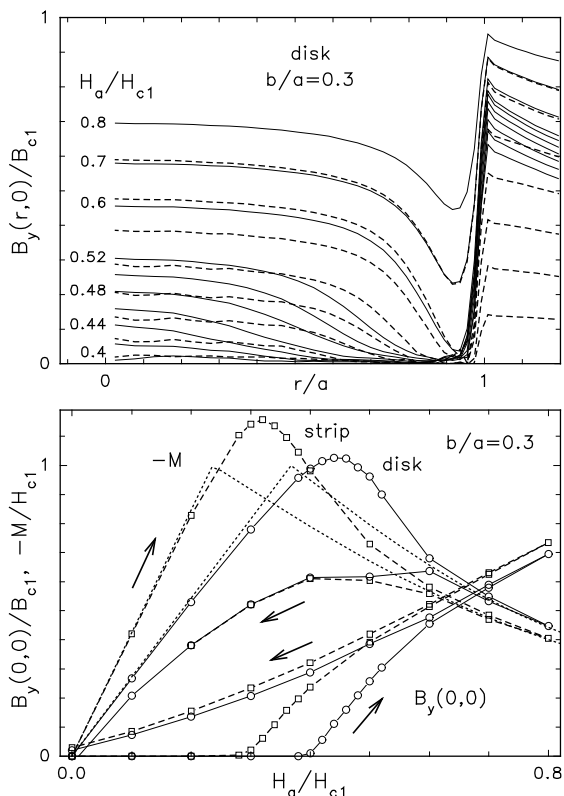 1
disk
H_a/H_c1
b/a=0.3
0.8
0.7
0.6
0.52
0.48
0.44
0.4
B_y(r,0)/B_c1
0
0
r/a
1
strip
b/a=0.3
−M
disk
1
B_y(0,0)/B_c1, −M/H_c1
B_y(0,0)
0
0.0
H_a/H_c1
0.8